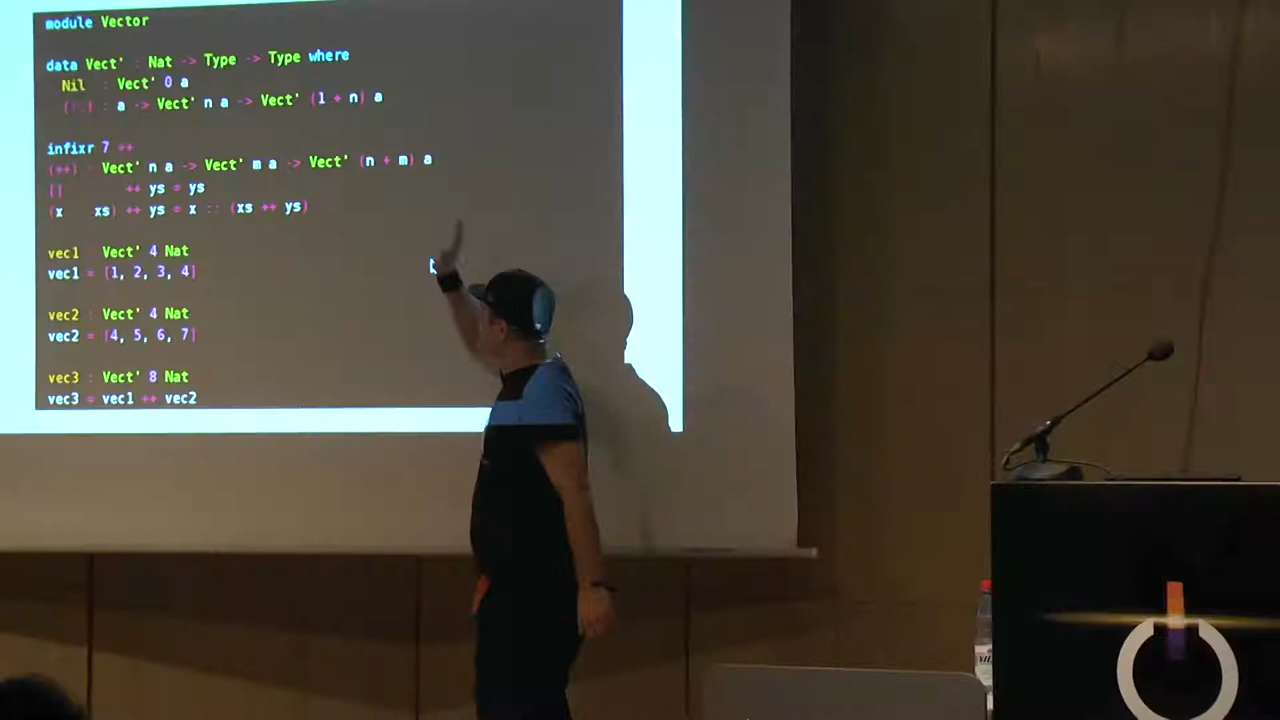 module Vector
data Vect' : Nat -> Type -> Type where
Nil : Vect' 0 a
(::) : a -> Vect' n a -> Vect' (1 + n) a
infixr 7 ++
(++) : Vect' n a -> Vect' m a -> Vect' (n + m) a
[] ++ ys = ys
(x xs) ++ ys = x :: (xs ++ ys)
vec1 Vect' 4 Nat
vec1 = [1, 2, 3, 4]
vec2 : Vect' 4 Nat
vec2 = [4, 5, 6, 7]
vec3 : Vect' 8 Nat
vec3 = vec1 ++ vec2